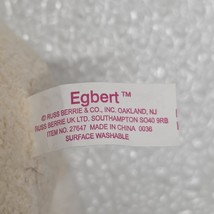 Egbert™
© RUSS BERRIE & CO., INC. OAKLAND, NJ
RUSS BERRIE UK LTD. SOUTHAMPTON SO40 9RB
ITEM NO. 27647 MADE IN CHINA 0036
SURFACE WASHABLE